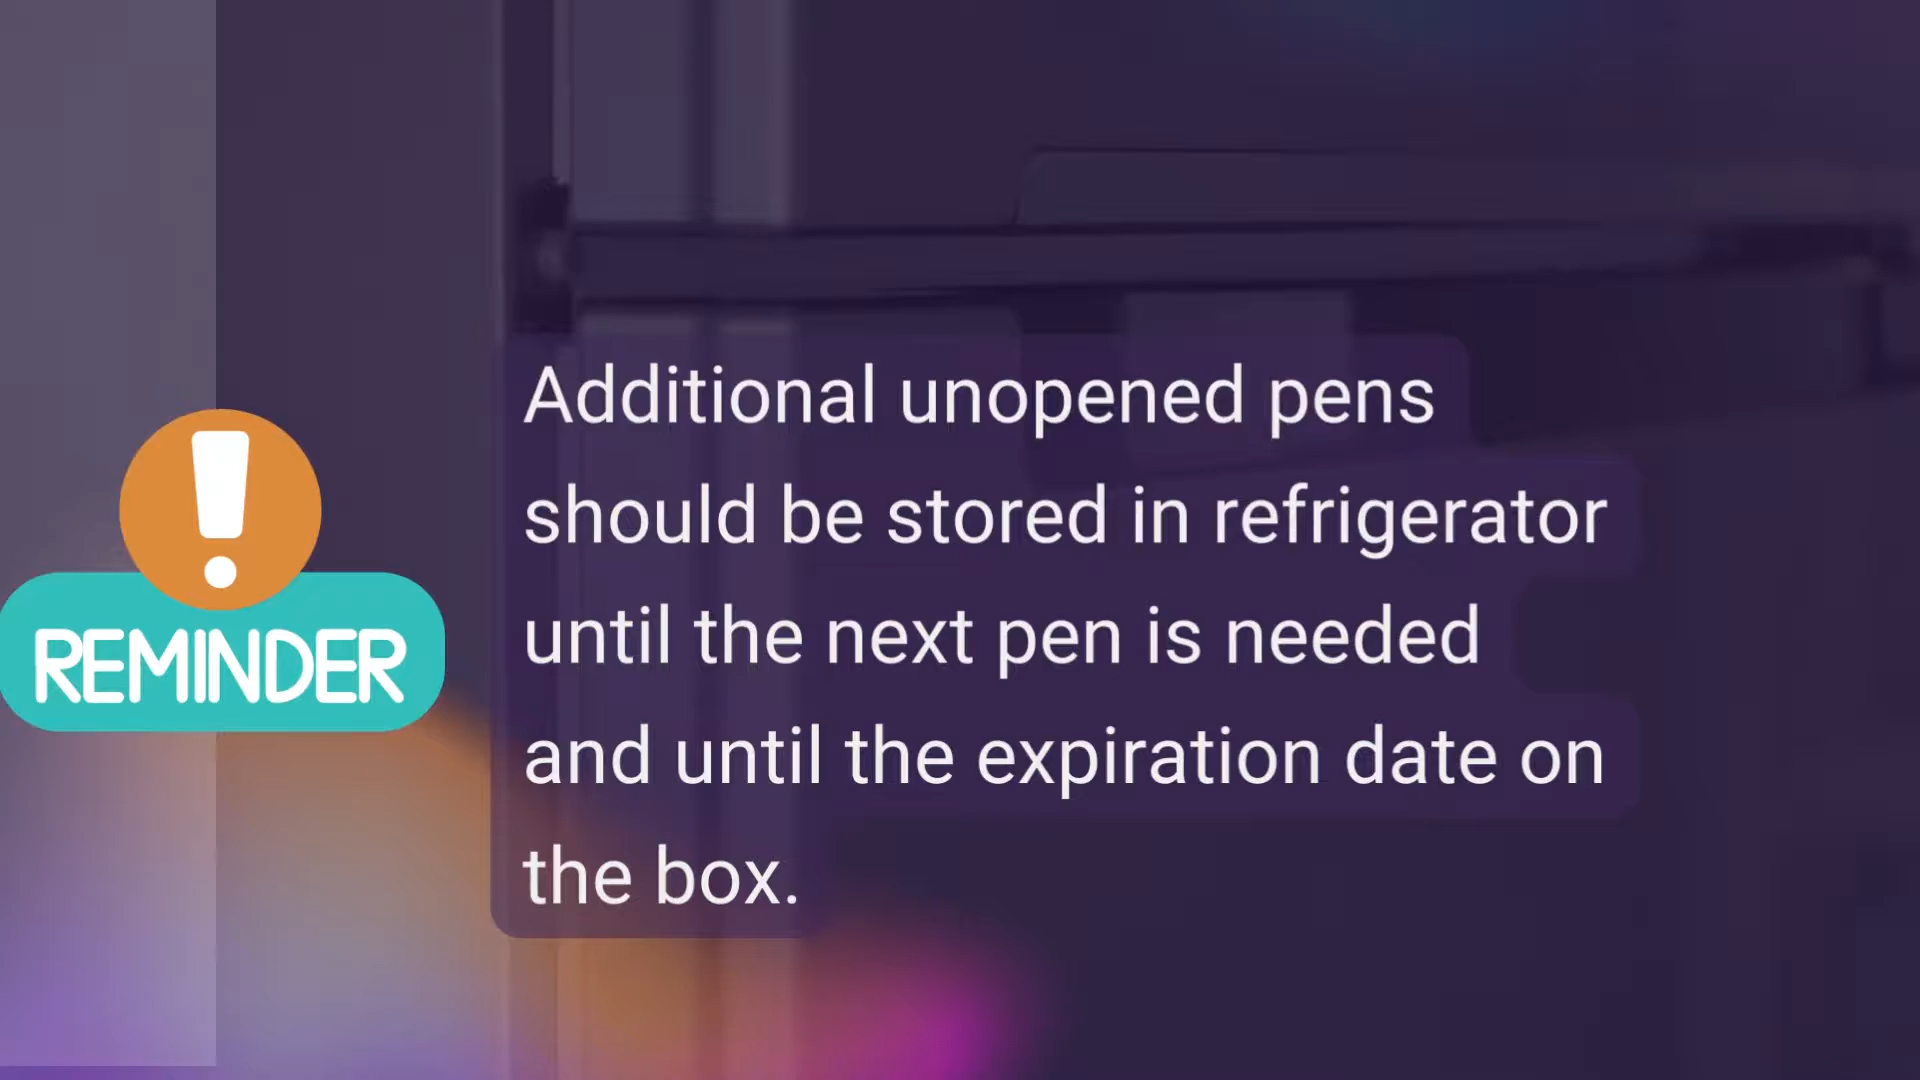 !
REMINDER
Additional unopened pens
should be stored in refrigerator
until the next pen is needed
and until the expiration date on
the box.